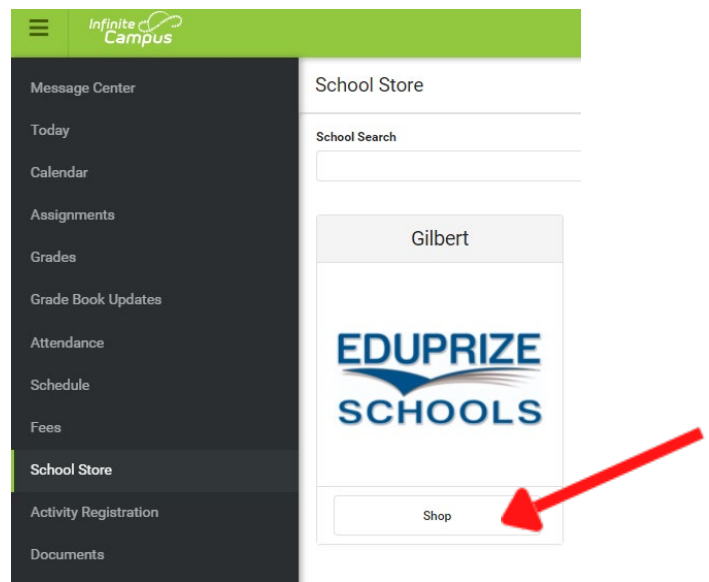 Infinite
Campus
Message Center
Today
Calendar
Assignments
Grades
Grade Book Updates
Attendance
Schedule
Fees
School Store
Activity Registration
Documents
School Store
School Search
Gilbert
EDUPRIZE
SCHOOLS
Shop